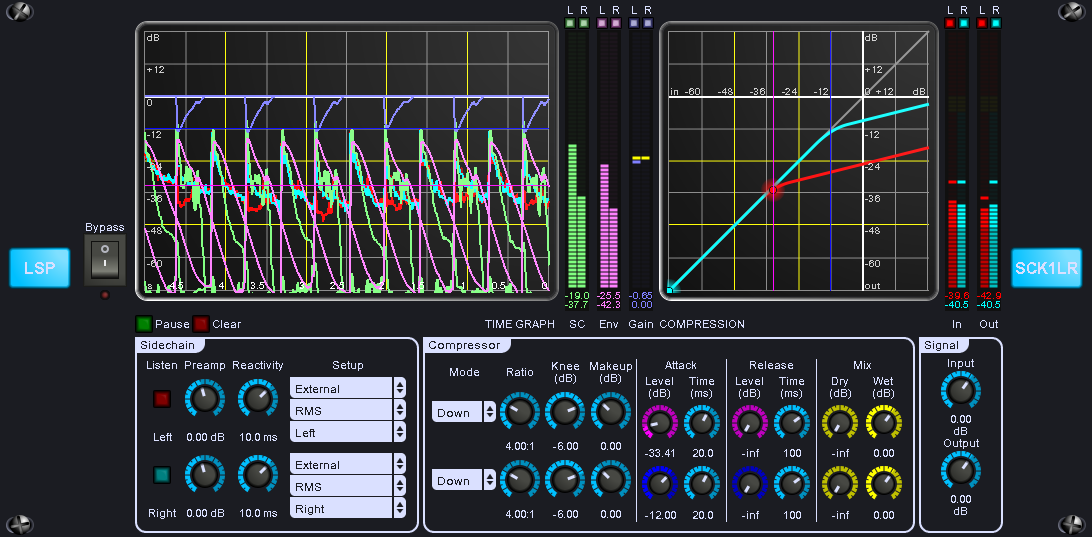 L R L R L R L R L R
dB
+12
0
-12
-24
-36
-48
-60
s 4.5 3.5 2.5 2 1.5 1 0.5 0
dB
+12
in -60 -48 -36 -24 -12 0 +12 dB
-12
-24
-36
-48
-60
out
Bypass
LSP
SCK1LR
-19.0 -25.5 -0.65 -39.6 -42.9
-37.7 -42.3 0.00 -40.5 -40.5
Pause Clear TIME GRAPH SC Env Gain COMPRESSION In Out
Sidechain
Listen Preamp Reactivity Setup
External
RMS
Left
Left 0.00 dB 10.0 ms
External
RMS
Right
Right 0.00 dB 10.0 ms
Compressor
Mode Ratio Knee (dB) Makeup (dB)
Attack
Level (dB) Time (ms)
Release
Level (dB) Time (ms)
Mix
Dry (dB) Wet (dB)
Down
4.00:1 -6.00 0.00 -33.41 20.0 -inf 100 -inf 0.00
Down
4.00:1 -6.00 0.00 -12.00 20.0 -inf 100 -inf 0.00
Signal
Input
0.00
dB
Output
0.00
dB